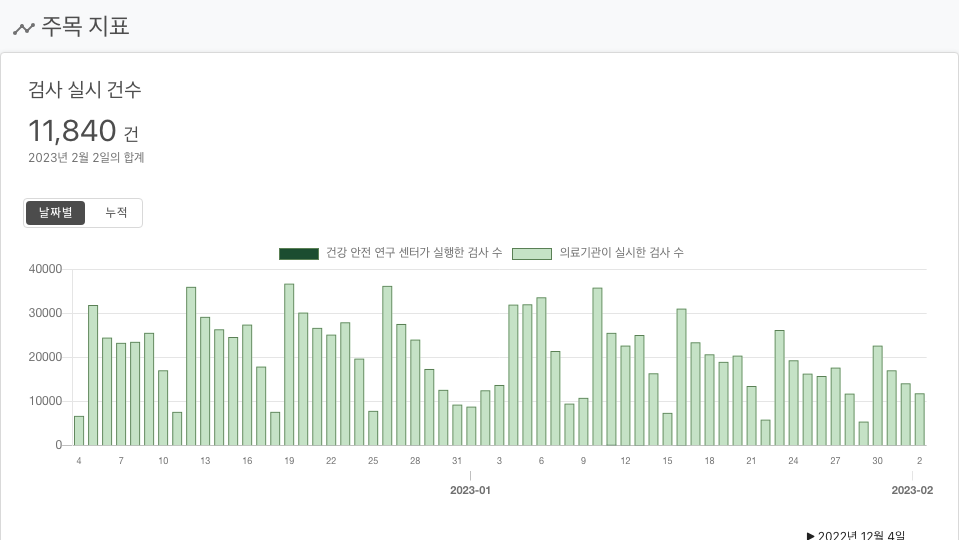 주목 지표
검사 실시 건수
11,840 건
2023년 2월 2일의 합계
날짜별 누적
건강 안전 연구 센터가 실행한 검사 수 의료기관이 실시한 검사 수
40000
30000
20000
10000
0
4 7 10 13 16 19 22 25 28 31 3 6 9 12 15 18 21 24 27 30 2
2023-01 2023-02
▶ 2022년 12월 4일